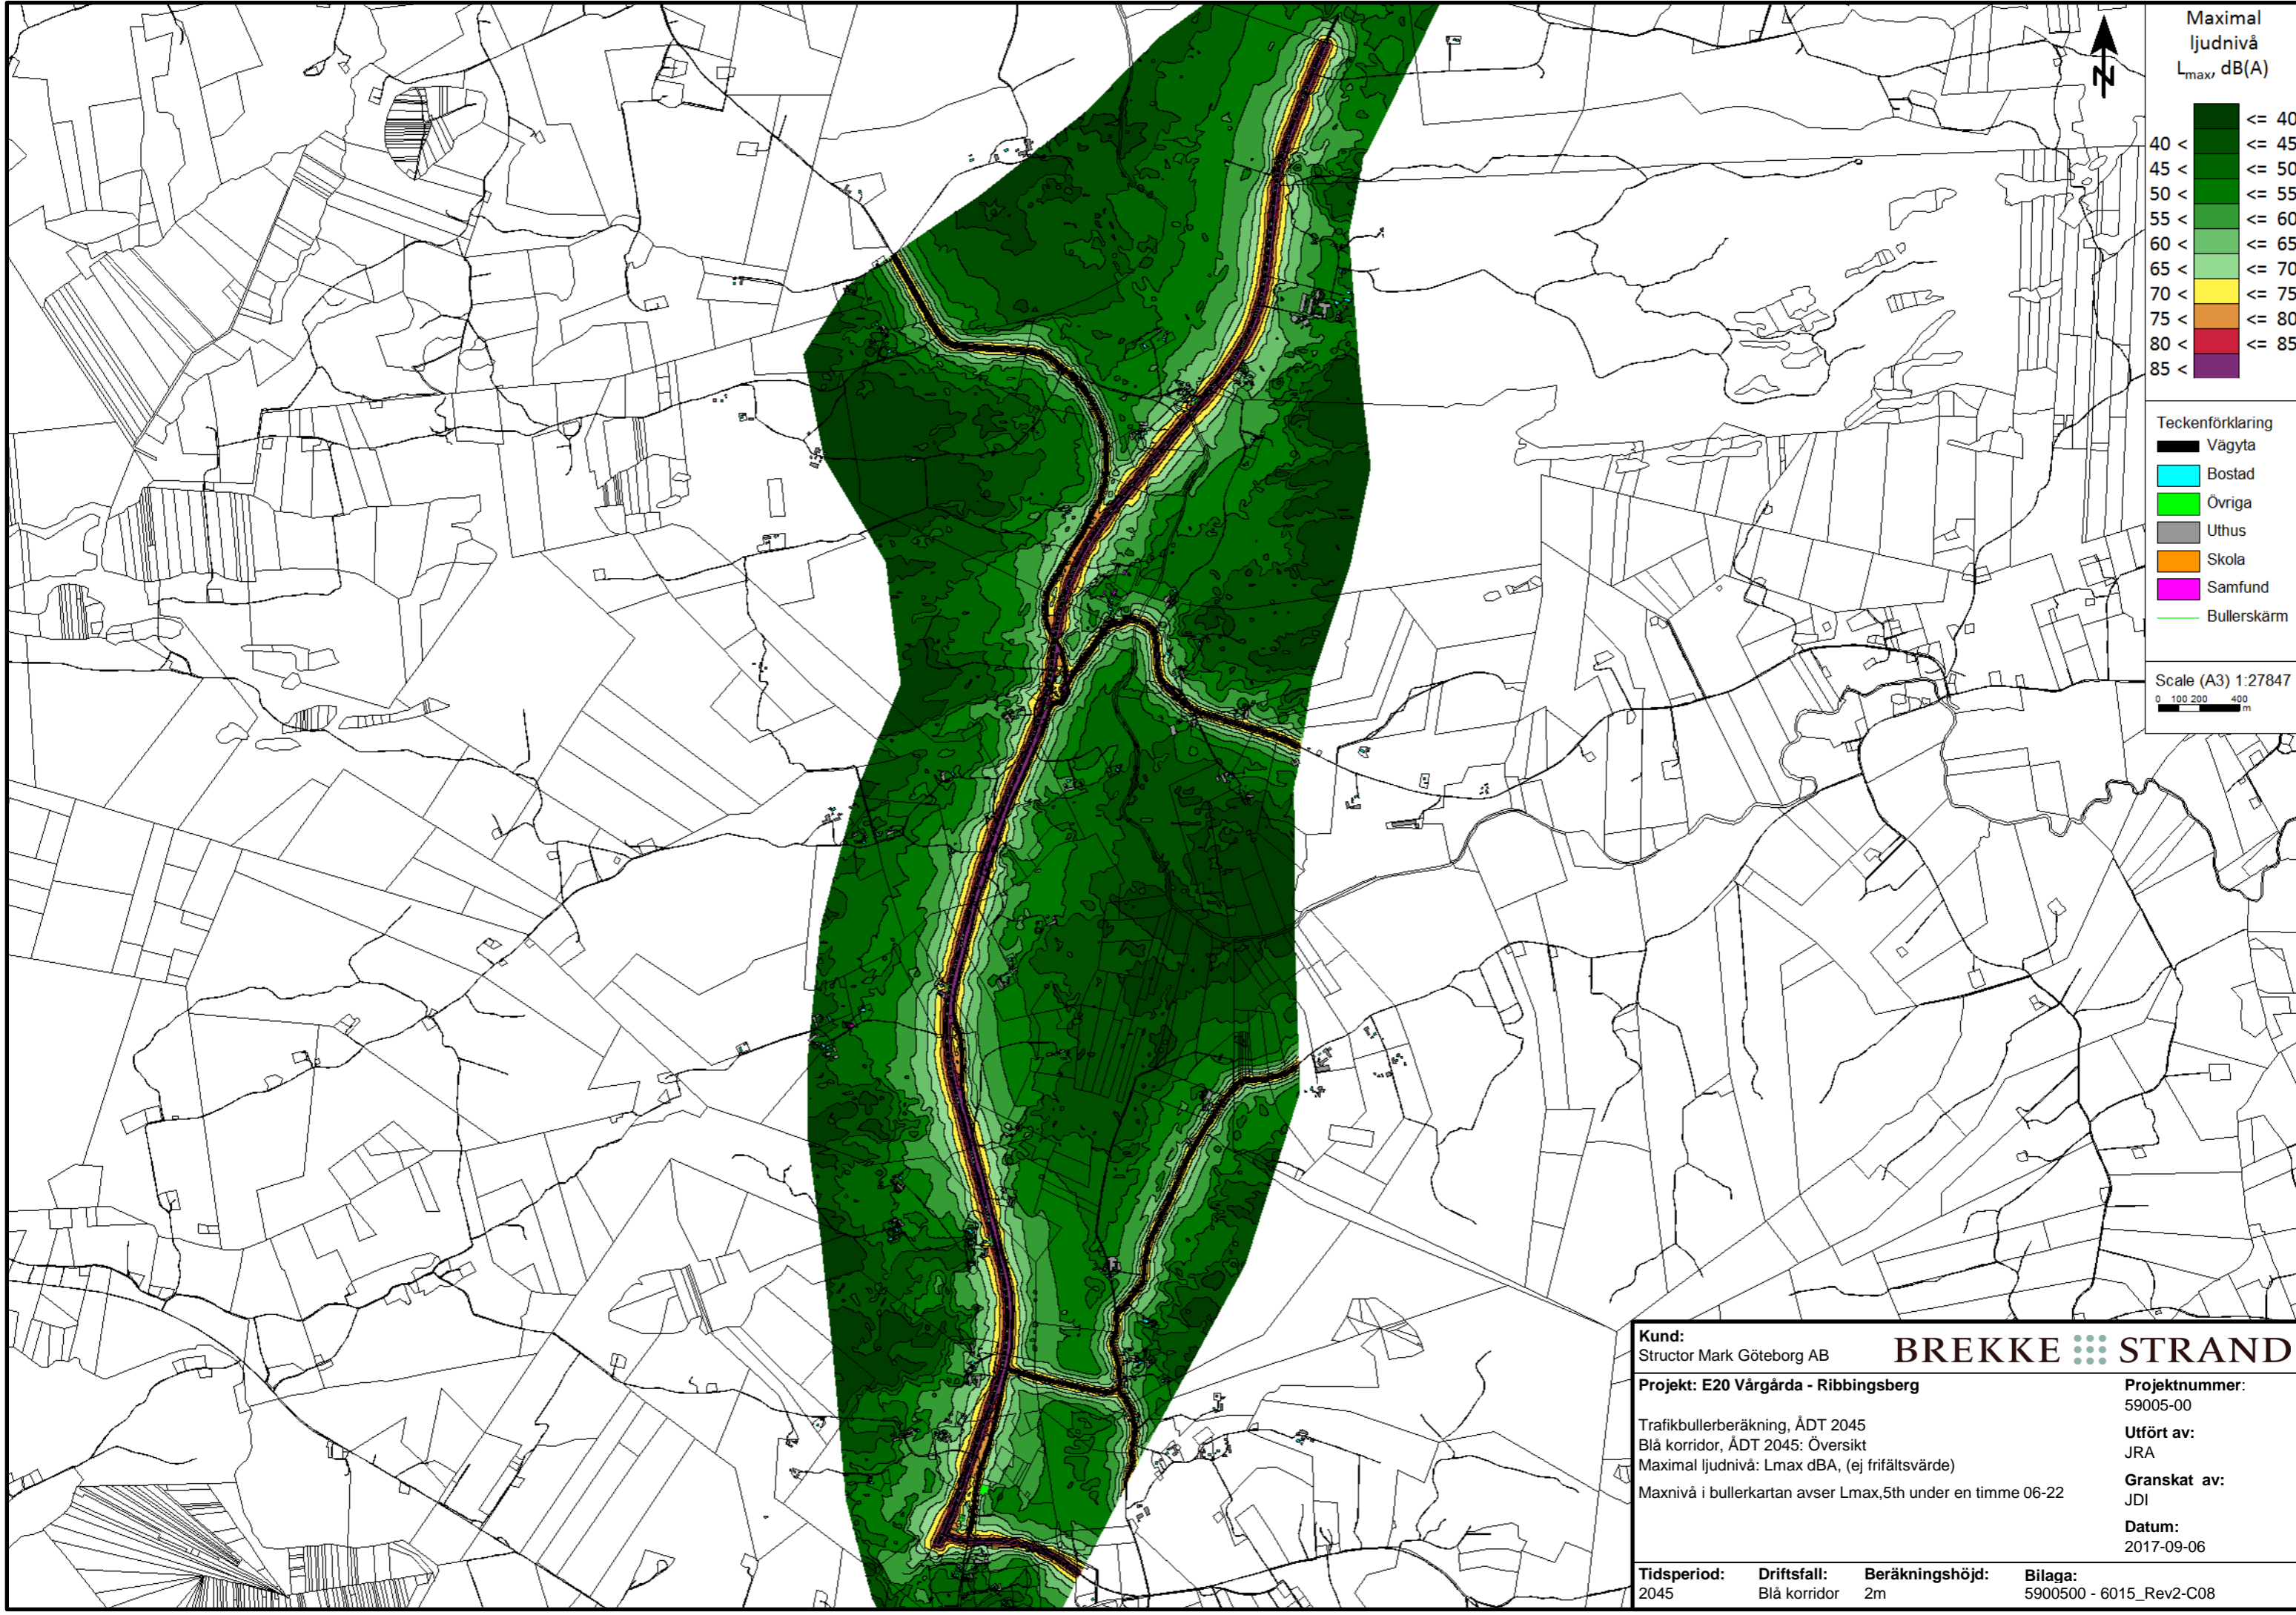 Maximal
ljudnivå
Lmax, dB(A)
<= 40
40 < <= 45
45 < <= 50
50 < <= 55
55 < <= 60
60 < <= 65
65 < <= 70
70 < <= 75
75 < <= 80
80 < <= 85
85 <
N
Teckenförklaring
Vägyta
Bostad
Övriga
Uthus
Skola
Samfund
Bullerskärm
Scale (A3) 1:27847
0 100 200 400
m
Kund:
Structor Mark Göteborg AB
BREKKE STRAND
Projekt: E20 Vårgårda - Ribbingsberg
Trafikbullerberäkning, ÅDT 2045
Blå korridor, ÅDT 2045: Översikt
Maximal ljudnivå: Lmax dBA, (ej frifältsvärde)
Maxnivå i bullerkartan avser Lmax,5th under en timme 06-22
Projektnummer:
59005-00
Utfört av:
JRA
Granskat av:
JDI
Datum:
2017-09-06
Tidsperiod: Driftsfall: Beräkningshöjd: Bilaga:
2045 Blå korridor 2m 5900500 - 6015_Rev2-C08